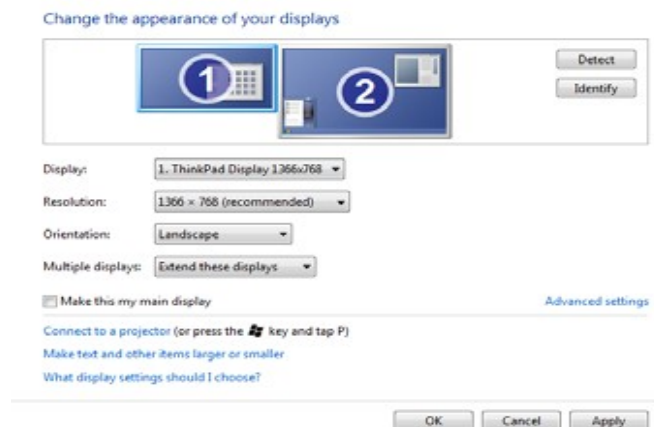 Change the appearance of your displays
1
2
Detect
Identify
Display: 1. ThinkPad Display 1366x768
Resolution: 1366 × 768 (recommended)
Orientation: Landscape
Multiple displays: Extend these displays
Make this my main display
Advanced settings
Connect to a projector (or press the key and tap P)
Make text and other items larger or smaller
What display settings should I choose?
OK Cancel Apply